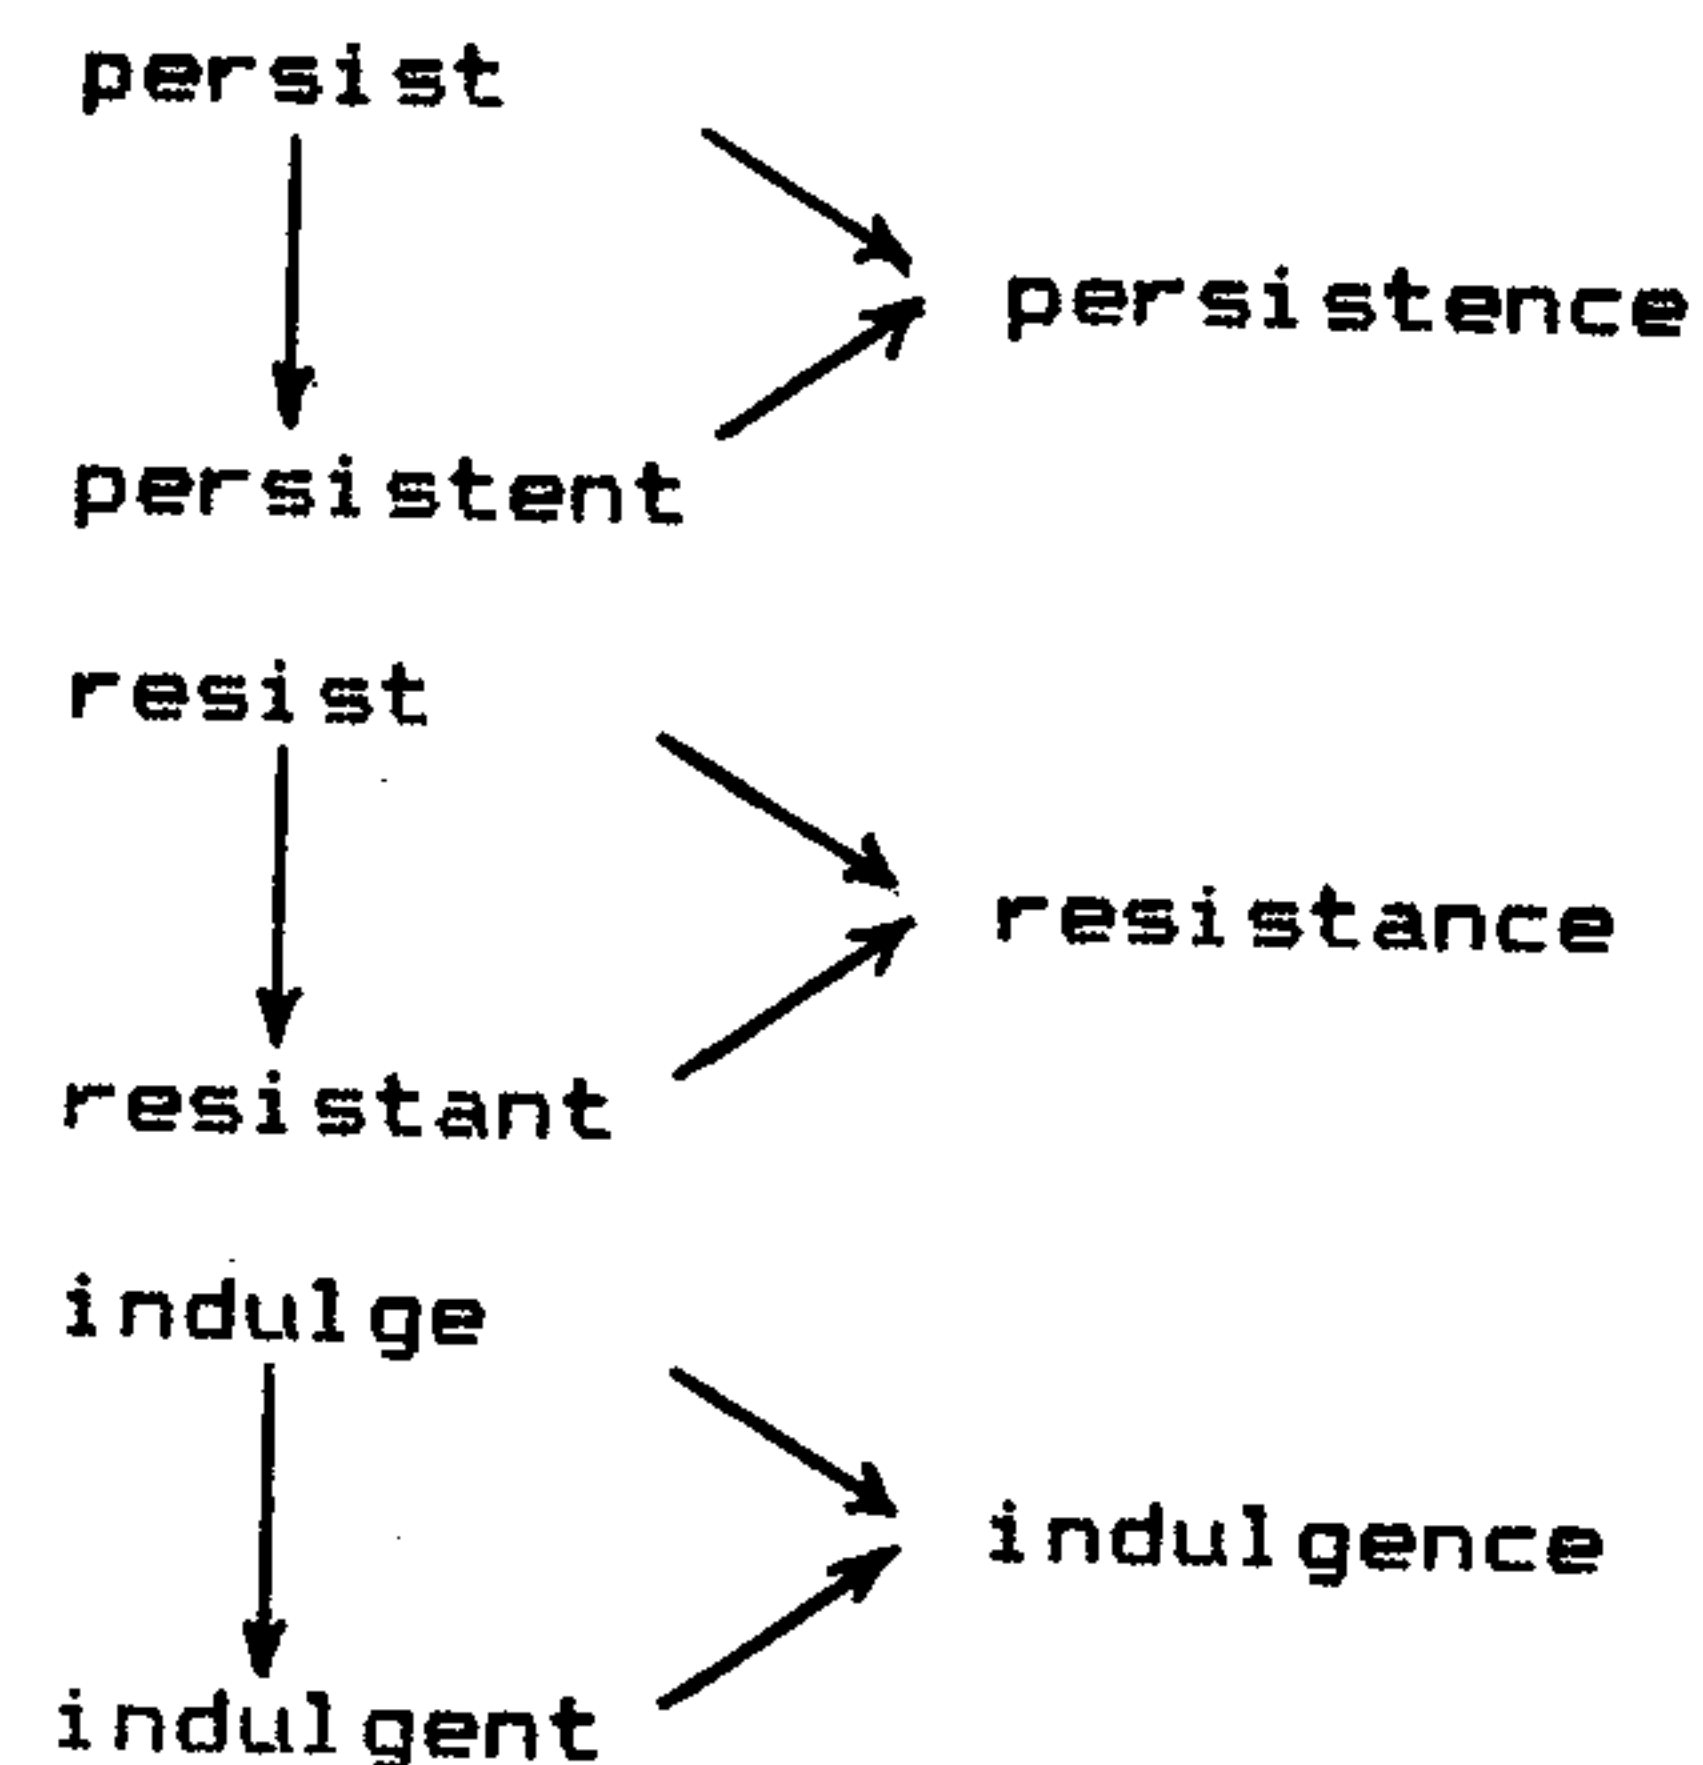 persist
persistence
persistent
resist
resistance
resistant
indulge
indulgence
indulgent